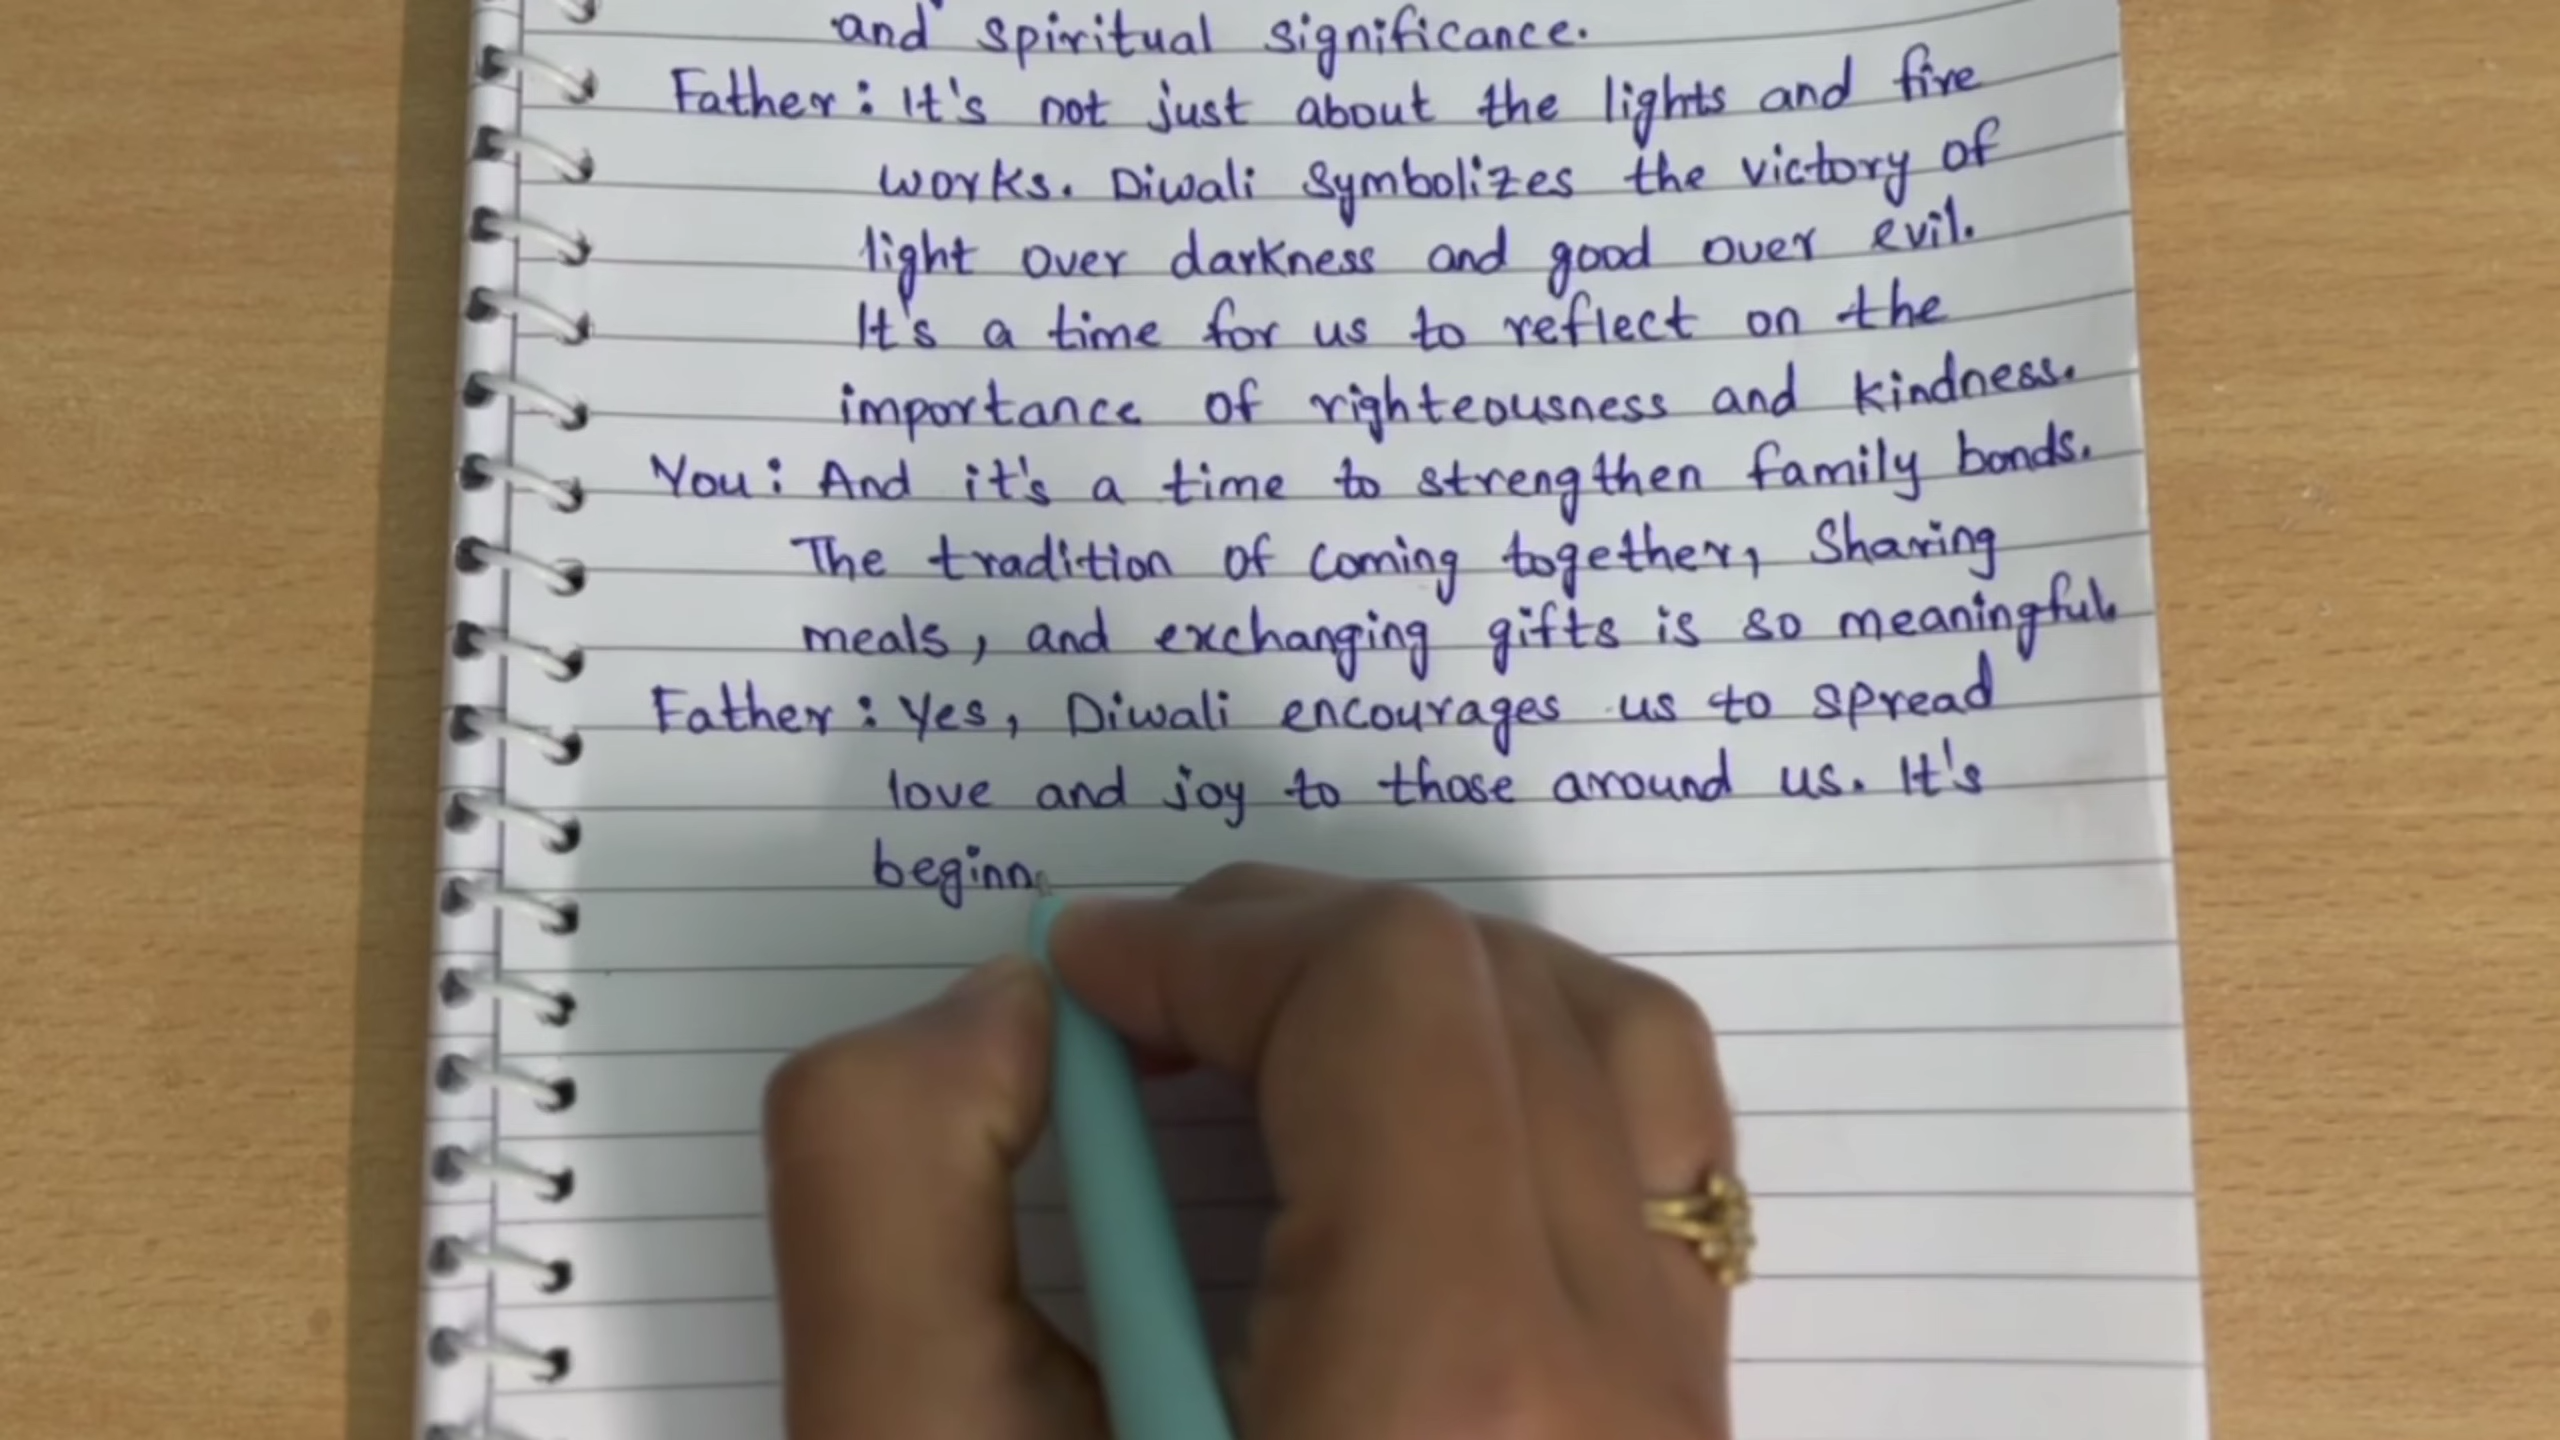 and spiritual significance.
Father : It's not just about the lights and fire
works. Diwali symbolizes the victory of
light over darkness and good over evil.
It's a time for us to reflect on the
importance of righteousness and kindness.
You : And it's a time to strengthen family bonds.
The tradition of coming together, sharing
meals, and exchanging gifts is so meaningful.
Father : Yes, Diwali encourages us to spread
love and joy to those around us. It's
beginn